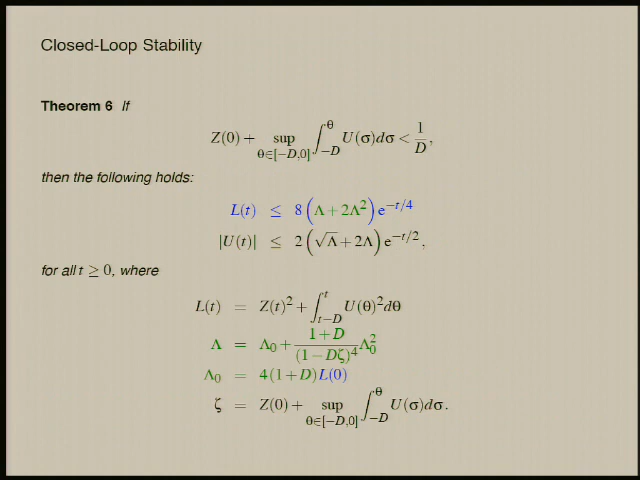 Closed-Loop Stability
Theorem 6 If
Z(0) + sup_{θ∈[−D,0]} ∫_{−D}^{θ} U(σ)dσ < 1/D,
then the following holds:
L(t) ≤ 8(Λ+2Λ²)e^{−t/4}
|U(t)| ≤ 2(√Λ+2Λ)e^{−t/2},
for all t ≥ 0, where
L(t) = Z(t)² + ∫_{t−D}^{t} U(θ)²dθ
Λ = Λ₀ + (1+D)/(1−Dζ)⁴ Λ₀²
Λ₀ = 4(1+D)L(0)
ζ = Z(0) + sup_{θ∈[−D,0]} ∫_{−D}^{θ} U(σ)dσ.